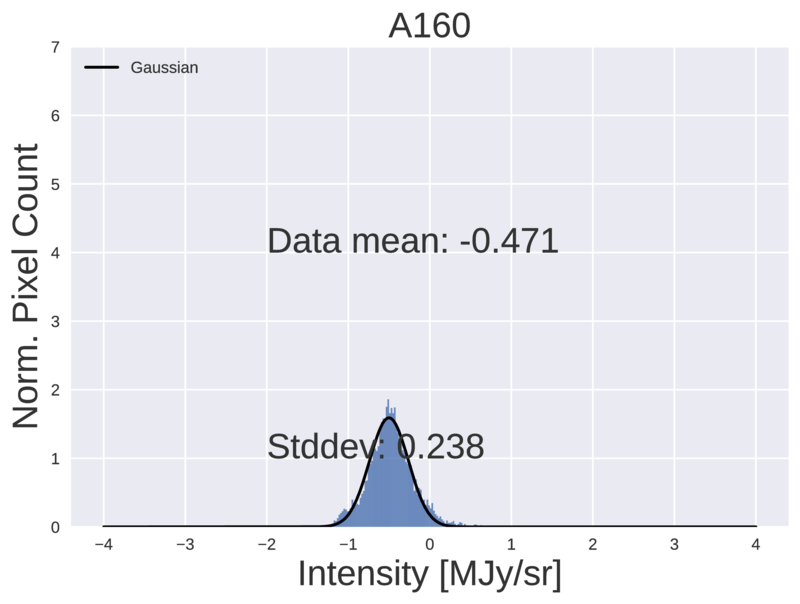 A160
7
Gaussian
6
5
Data mean: -0.471
4
3
2
Stddev: 0.238
1
0
−4 −3 −2 −1 0 1 2 3 4
Norm. Pixel Count
Intensity [MJy/sr]